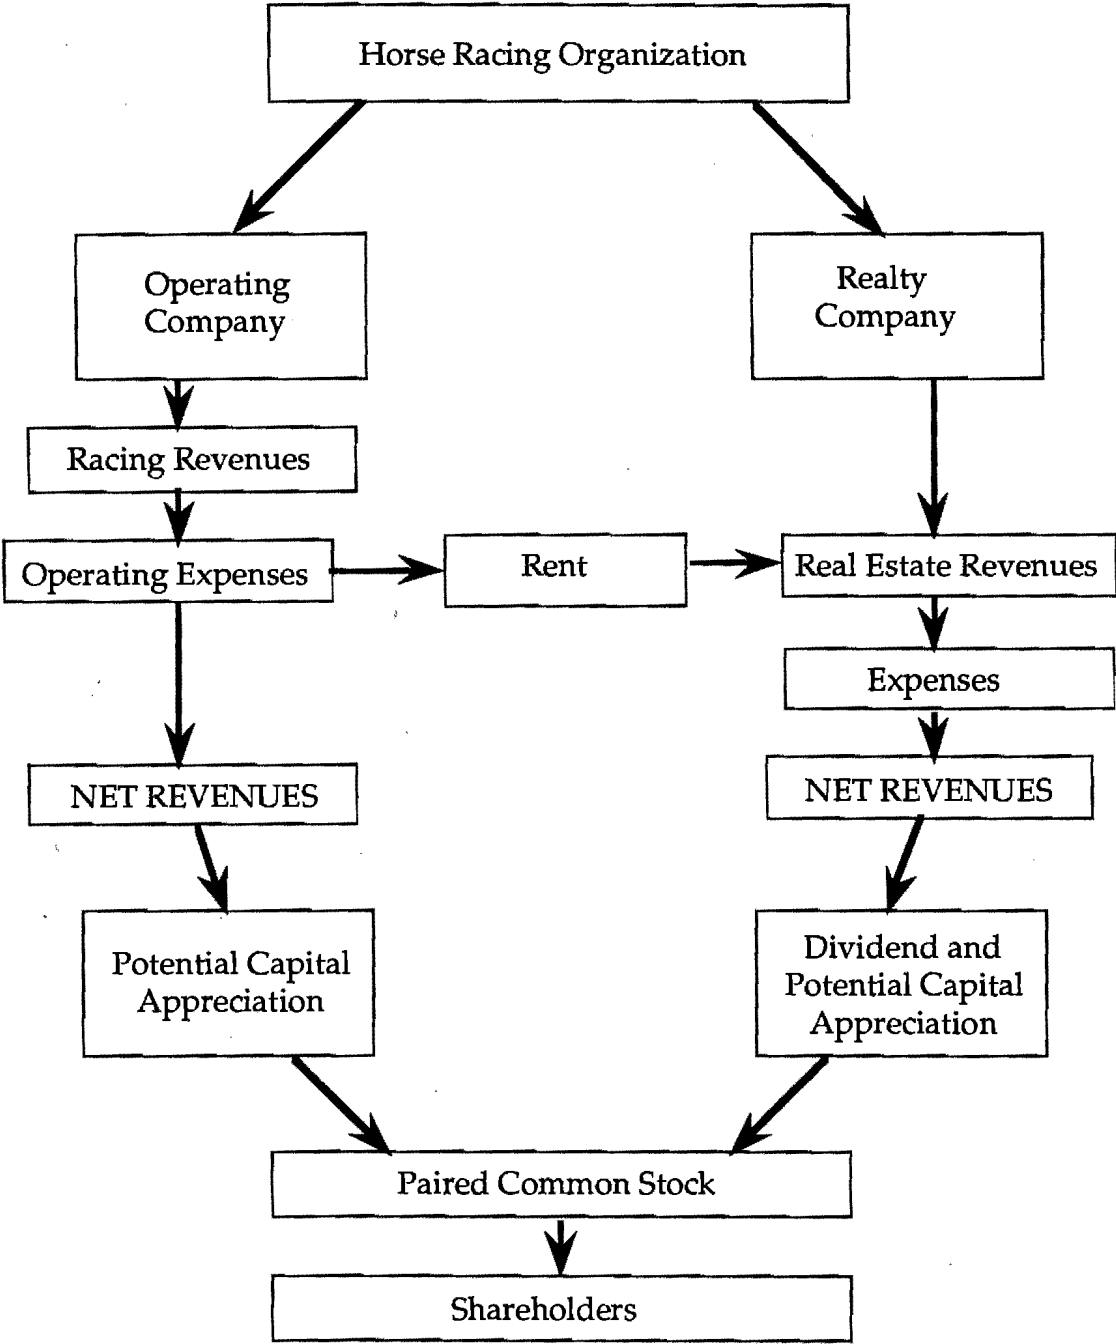 Horse Racing Organization
Operating
Company
Realty
Company
Racing Revenues
Operating Expenses
Rent
Real Estate Revenues
Expenses
NET REVENUES
NET REVENUES
Potential Capital
Appreciation
Dividend and
Potential Capital
Appreciation
Paired Common Stock
Shareholders